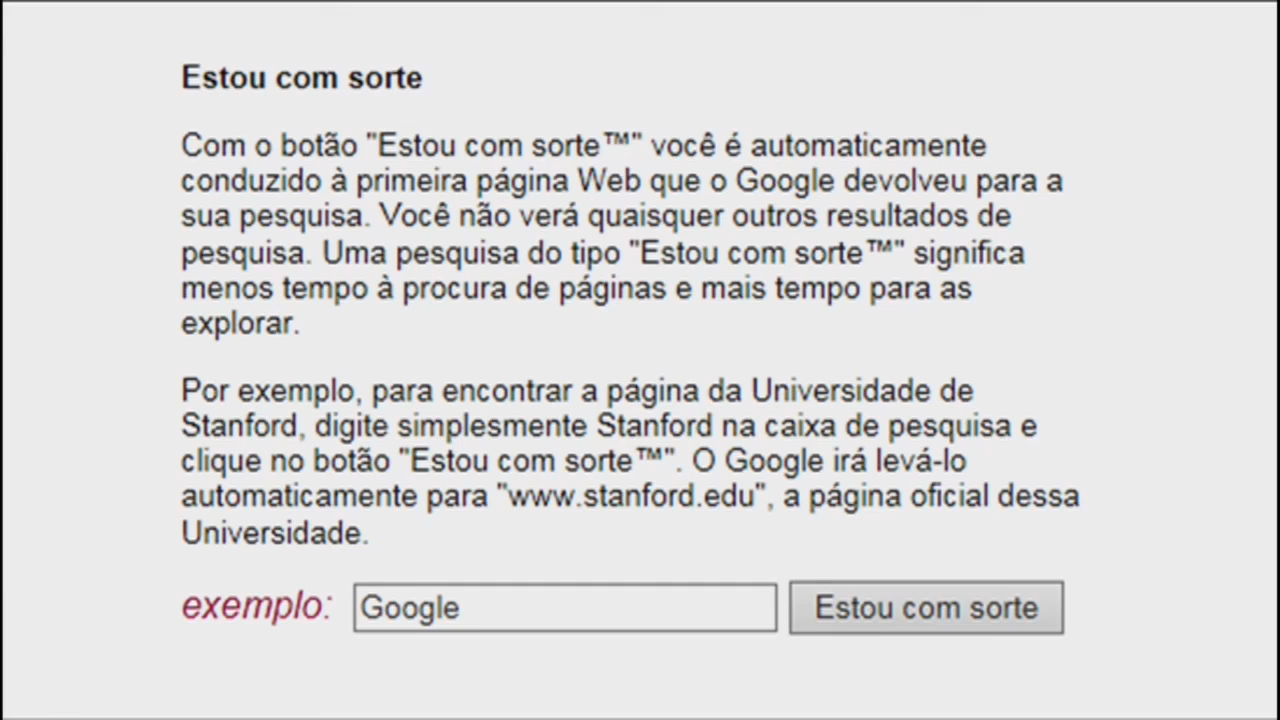 Estou com sorte
Com o botão "Estou com sorte™" você é automaticamente
conduzido à primeira página Web que o Google devolveu para a
sua pesquisa. Você não verá quaisquer outros resultados de
pesquisa. Uma pesquisa do tipo "Estou com sorte™" significa
menos tempo à procura de páginas e mais tempo para as
explorar.
Por exemplo, para encontrar a página da Universidade de
Stanford, digite simplesmente Stanford na caixa de pesquisa e
clique no botão "Estou com sorte™". O Google irá levá-lo
automaticamente para "www.stanford.edu", a página oficial dessa
Universidade.
exemplo: Google Estou com sorte